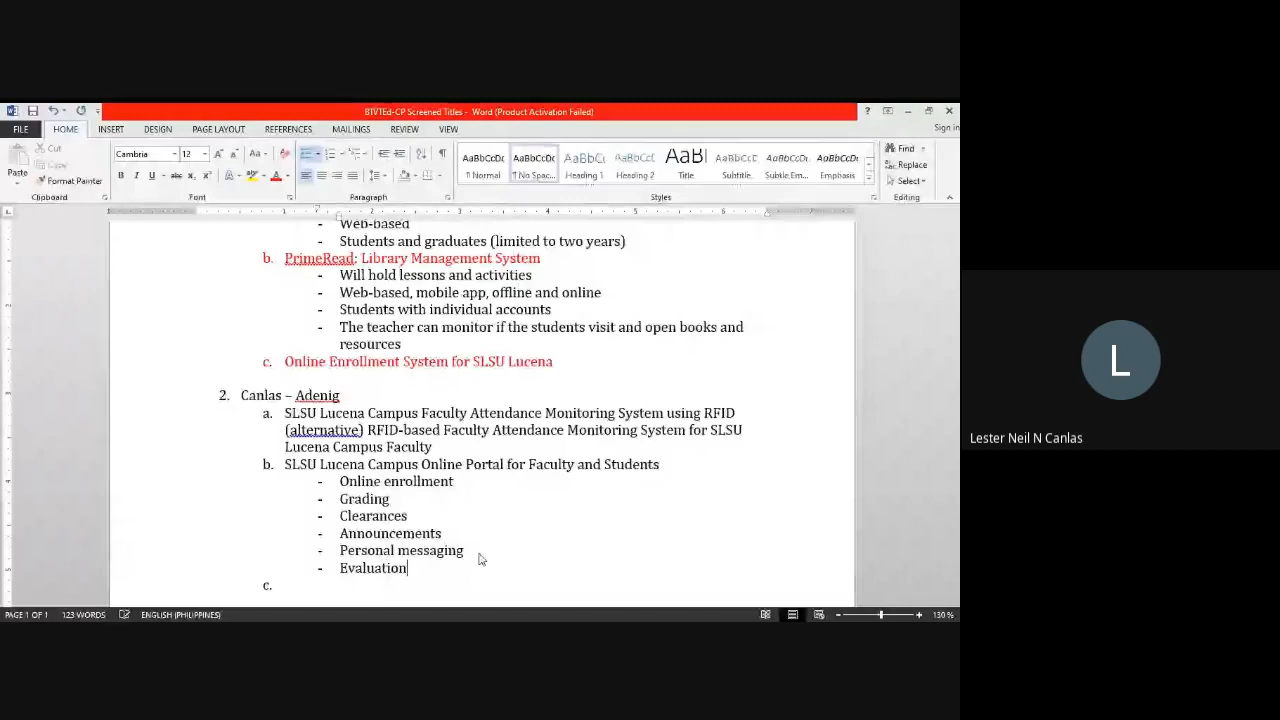 BTVTEd-CP Screened Titles - Word (Product Activation Failed)
FILE HOME INSERT DESIGN PAGE LAYOUT REFERENCES MAILINGS REVIEW VIEW Sign in
Cut
Copy
Paste
Format Painter
Cambria 12
AaBbCcDc AaBbCcDc AaBbCc AaBbCcC AaBl AaBbCcC AaBbCcDc AaBbCcDc
¶ Normal ¶ No Spac... Heading 1 Heading 2 Title Subtitle Subtle Em... Emphasis
Find
Replace
Select
Clipboard Font Paragraph Styles Editing
- Web-based
- Students and graduates (limited to two years)
b. PrimeRead: Library Management System
- Will hold lessons and activities
- Web-based, mobile app, offline and online
- Students with individual accounts
- The teacher can monitor if the students visit and open books and
resources
c. Online Enrollment System for SLSU Lucena
2. Canlas – Adenig
a. SLSU Lucena Campus Faculty Attendance Monitoring System using RFID
(alternative) RFID-based Faculty Attendance Monitoring System for SLSU
Lucena Campus Faculty
b. SLSU Lucena Campus Online Portal for Faculty and Students
- Online enrollment
- Grading
- Clearances
- Announcements
- Personal messaging
- Evaluation
c.
PAGE 1 OF 1 123 WORDS ENGLISH (PHILIPPINES) 130 %
L
Lester Neil N Canlas